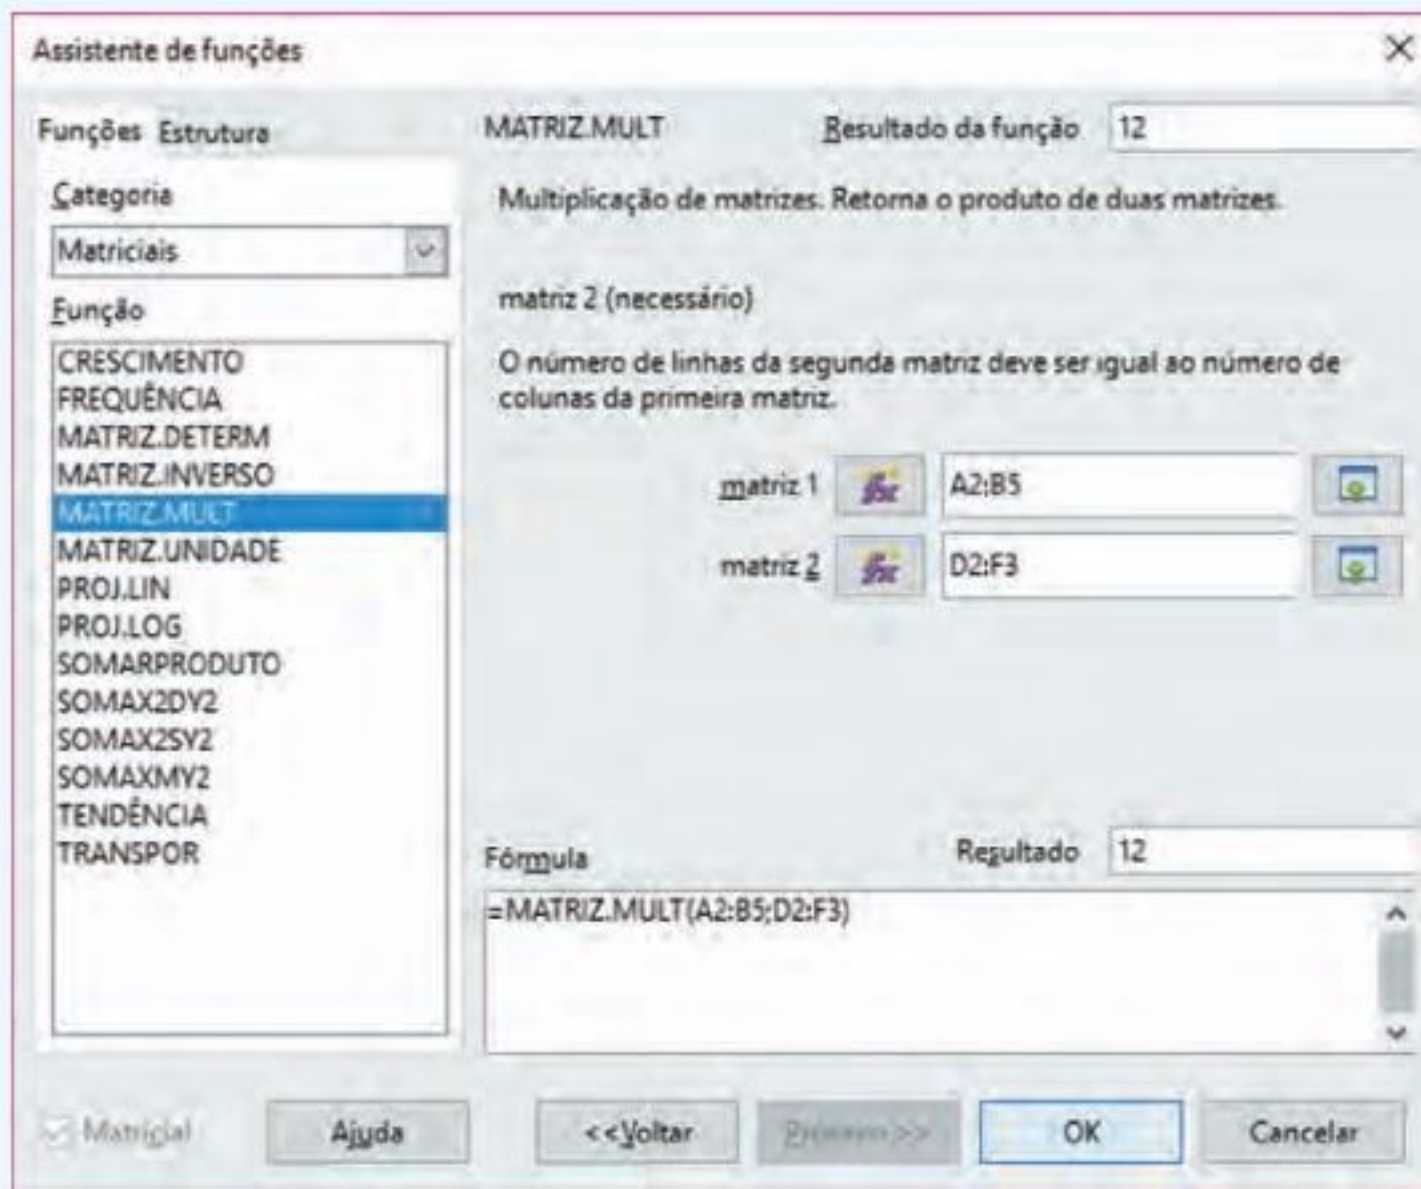 Assistente de funções
Funções Estrutura
Categoria
Matriciais
Função
CRESCIMENTO
FREQUÊNCIA
MATRIZ.DETERM
MATRIZ.INVERSO
MATRIZ.MULT
MATRIZ.UNIDADE
PROJ.LIN
PROJ.LOG
SOMARPRODUTO
SOMAX2DY2
SOMAX2SY2
SOMAXMY2
TENDÊNCIA
TRANSPOR
MATRIZ.MULT
Resultado da função 12
Multiplicação de matrizes. Retorna o produto de duas matrizes.
matriz 2 (necessário)
O número de linhas da segunda matriz deve ser igual ao número de
colunas da primeira matriz.
matriz 1 A2:B5
matriz 2 D2:F3
Fórmula
Resultado 12
=MATRIZ.MULT(A2:B5;D2:F3)
Matricial
Ajuda
<<Voltar
Próximo >>
OK
Cancelar